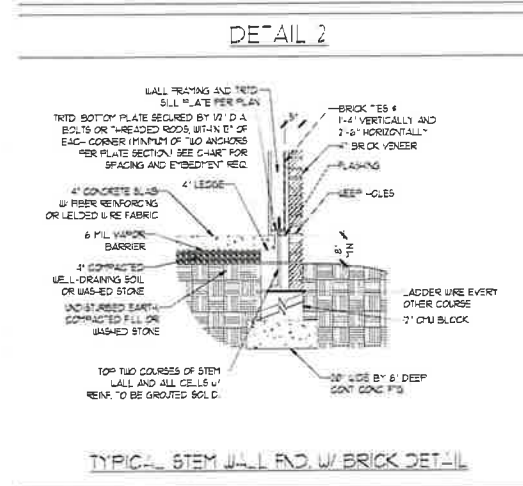 DETAIL 2
WALL FRAMING AND TRTD
SILL PLATE PER PLAN
TRTD BOTTOM PLATE SECURED BY 1/2" DIA
BOLTS OR THREADED RODS, WITHIN 12" OF
EACH CORNER (MINIMUM OF TWO ANCHORS
PER PLATE SECTION) SEE CHART FOR
SPACING AND EMBEDMENT REQ.
4" CONCRETE SLAB
W/ FIBER REINFORCING
OR WELDED WIRE FABRIC
4" LEDGE
6 MIL VAPOR
BARRIER
4" COMPACTED
WELL-DRAINING SOIL
OR WASHED STONE
UNDISTURBED EARTH,
COMPACTED FILL OR
WASHED STONE
TOP TWO COURSES OF STEM
WALL AND ALL CELLS W/
REINF. TO BE GROUTED SOLID.
5"
BRICK TIES @
1'-4" VERTICALLY AND
2'-6" HORIZONTALLY
4" BRICK VENEER
FLASHING
WEEP HOLES
8"
MIN
LADDER WIRE EVERY
OTHER COURSE
12" CMU BLOCK
20" WIDE BY 8" DEEP
CONT CONC FTG
TYPICAL STEM WALL FND. W/ BRICK DETAIL